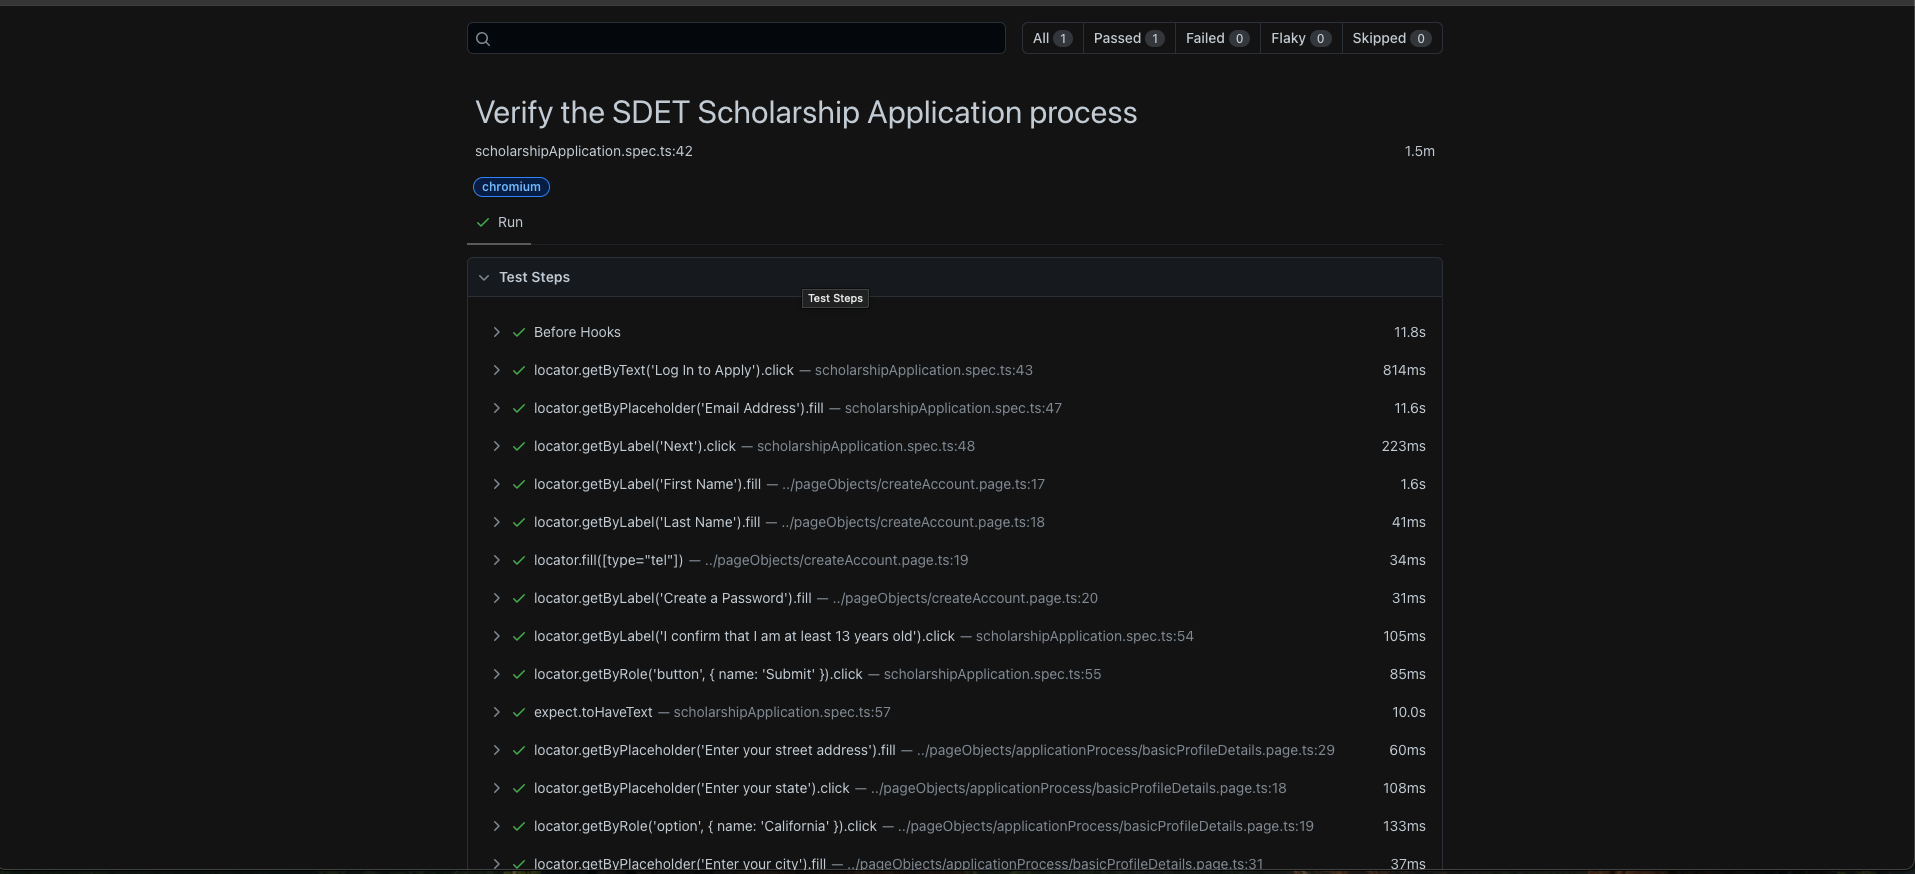 All 1 Passed 1 Failed 0 Flaky 0 Skipped 0
Verify the SDET Scholarship Application process
scholarshipApplication.spec.ts:42 1.5m
chromium
Run
Test Steps
Test Steps
Before Hooks 11.8s
locator.getByText('Log In to Apply').click — scholarshipApplication.spec.ts:43 814ms
locator.getByPlaceholder('Email Address').fill — scholarshipApplication.spec.ts:47 11.6s
locator.getByLabel('Next').click — scholarshipApplication.spec.ts:48 223ms
locator.getByLabel('First Name').fill — ../pageObjects/createAccount.page.ts:17 1.6s
locator.getByLabel('Last Name').fill — ../pageObjects/createAccount.page.ts:18 41ms
locator.fill([type="tel"]) — ../pageObjects/createAccount.page.ts:19 34ms
locator.getByLabel('Create a Password').fill — ../pageObjects/createAccount.page.ts:20 31ms
locator.getByLabel('I confirm that I am at least 13 years old').click — scholarshipApplication.spec.ts:54 105ms
locator.getByRole('button', { name: 'Submit' }).click — scholarshipApplication.spec.ts:55 85ms
expect.toHaveText — scholarshipApplication.spec.ts:57 10.0s
locator.getByPlaceholder('Enter your street address').fill — ../pageObjects/applicationProcess/basicProfileDetails.page.ts:29 60ms
locator.getByPlaceholder('Enter your state').click — ../pageObjects/applicationProcess/basicProfileDetails.page.ts:18 108ms
locator.getByRole('option', { name: 'California' }).click — ../pageObjects/applicationProcess/basicProfileDetails.page.ts:19 133ms
locator.getByPlaceholder('Enter your city').fill — ../pageObjects/applicationProcess/basicProfileDetails.page.ts:31 37ms